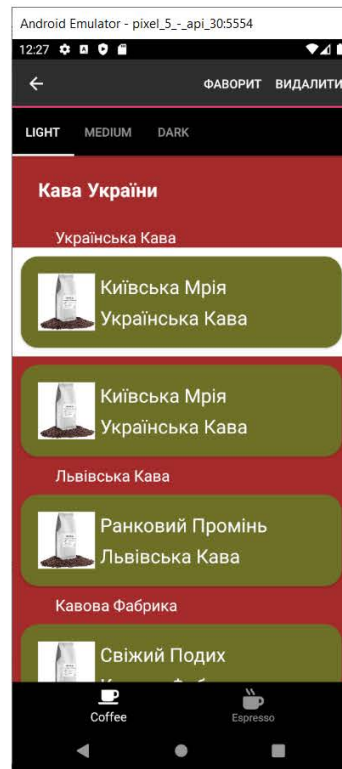 Android Emulator - pixel_5_-_api_30:5554
12:27
ФАВОРИТ ВИДАЛИТИ
LIGHT MEDIUM DARK
Кава України
Українська Кава
Київська Мрія
Українська Кава
Київська Мрія
Українська Кава
Львівська Кава
Ранковий Промінь
Львівська Кава
Кавова Фабрика
Свіжий Подих
Coffee Espresso